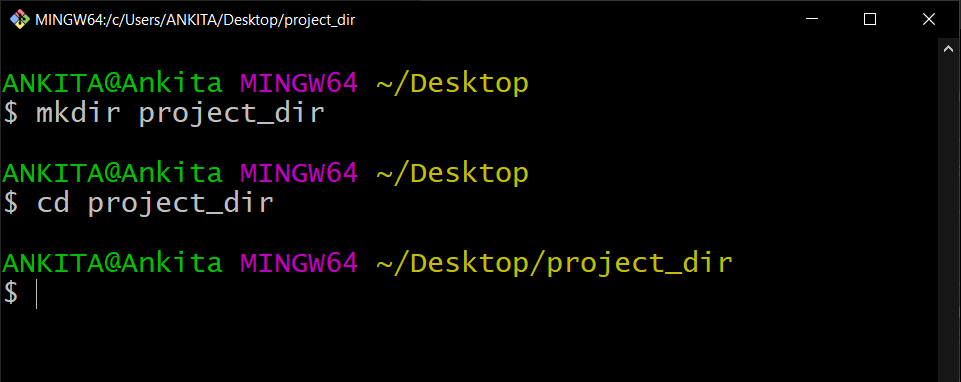 MINGW64:/c/Users/ANKITA/Desktop/project_dir
ANKITA@Ankita MINGW64 ~/Desktop
$ mkdir project_dir
ANKITA@Ankita MINGW64 ~/Desktop
$ cd project_dir
ANKITA@Ankita MINGW64 ~/Desktop/project_dir
$